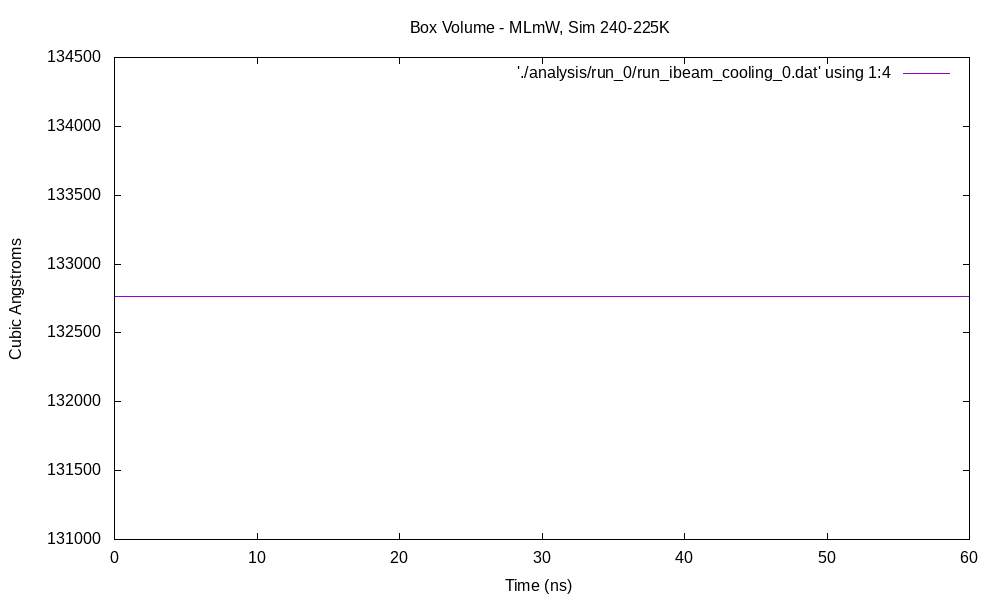 Box Volume - MLmW, Sim 240-225K
134500
'./analysis/run_0/run_ibeam_cooling_0.dat' using 1:4
134000
133500
133000
132500
132000
131500
131000
Cubic Angstroms
0 10 20 30 40 50 60
Time (ns)